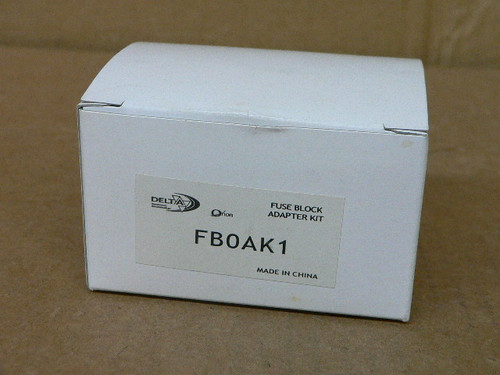 DELTA
Orion
FUSE BLOCK
ADAPTER KIT
FB0AK1
MADE IN CHINA